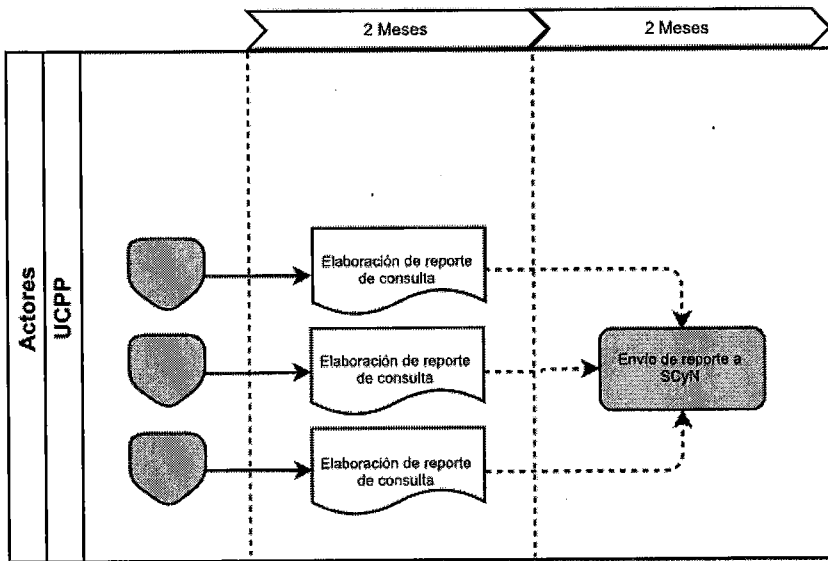 2 Meses
2 Meses
Actores
UCPP
Elaboración de reporte
de consulta
Elaboración de reporte
de consulta
Envío de reporte a
SCyN
Elaboración de reporte
de consulta